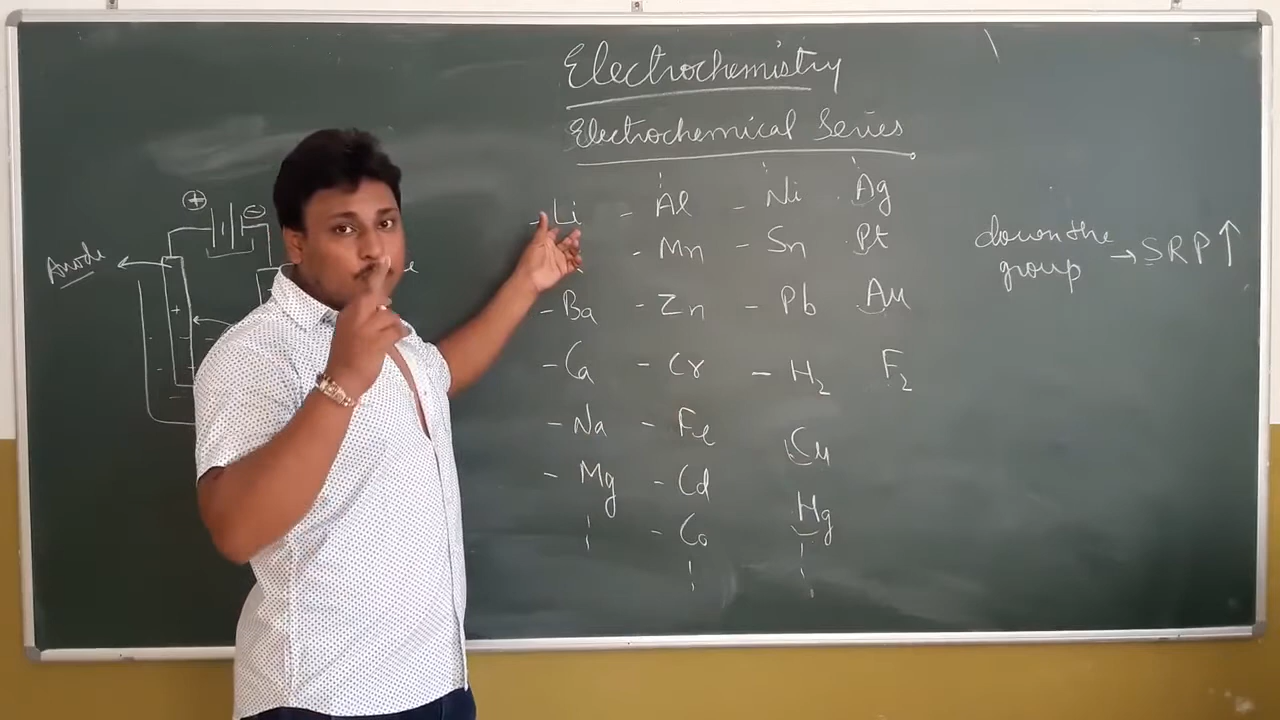 Electrochemistry
Electrochemical Series
- Li
- Ba
- Ca
- Na
- Mg
- Al
- Mn
- Zn
- Cr
- Fe
- Cd
- Co
- Ni
- Sn
- Pb
- H2
Cu
Hg
Ag
Pt
Au
F2
down the
group → SRP ↑
Anode
+ -
+